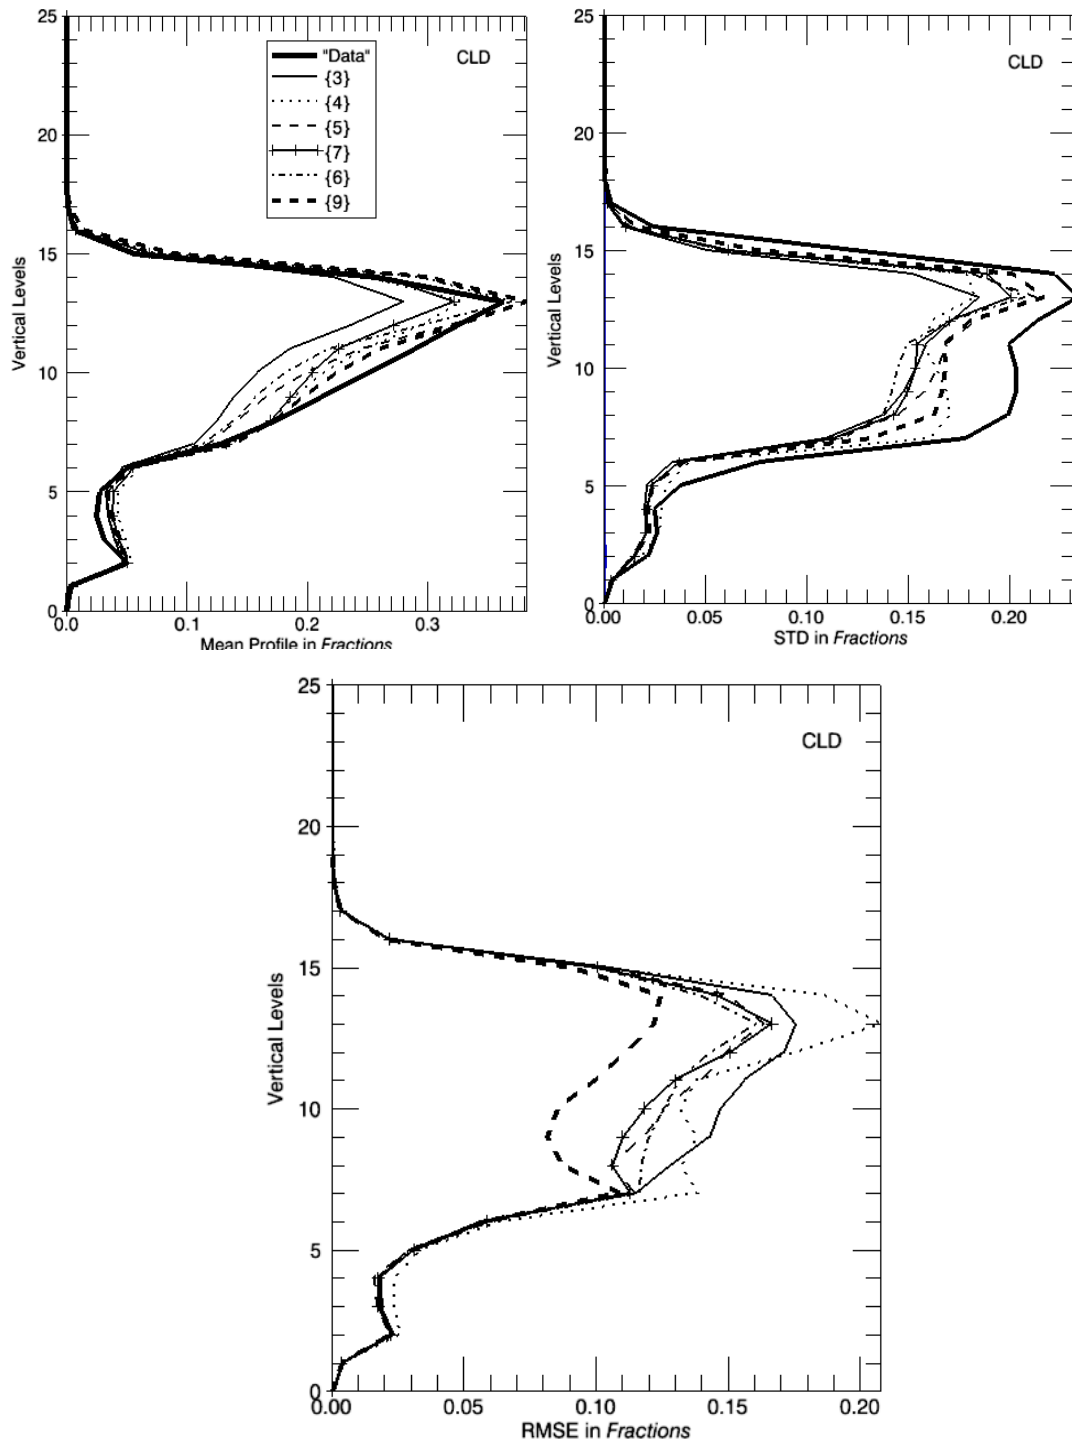 25
20
15
10
5
0
Vertical Levels
CLD
"Data"
{3}
{4}
{5}
{7}
{6}
{9}
0.0 0.1 0.2 0.3
Mean Profile in Fractions
25
20
15
10
5
0
Vertical Levels
CLD
0.00 0.05 0.10 0.15 0.20
STD in Fractions
25
20
15
10
5
0
Vertical Levels
CLD
0.00 0.05 0.10 0.15 0.20
RMSE in Fractions